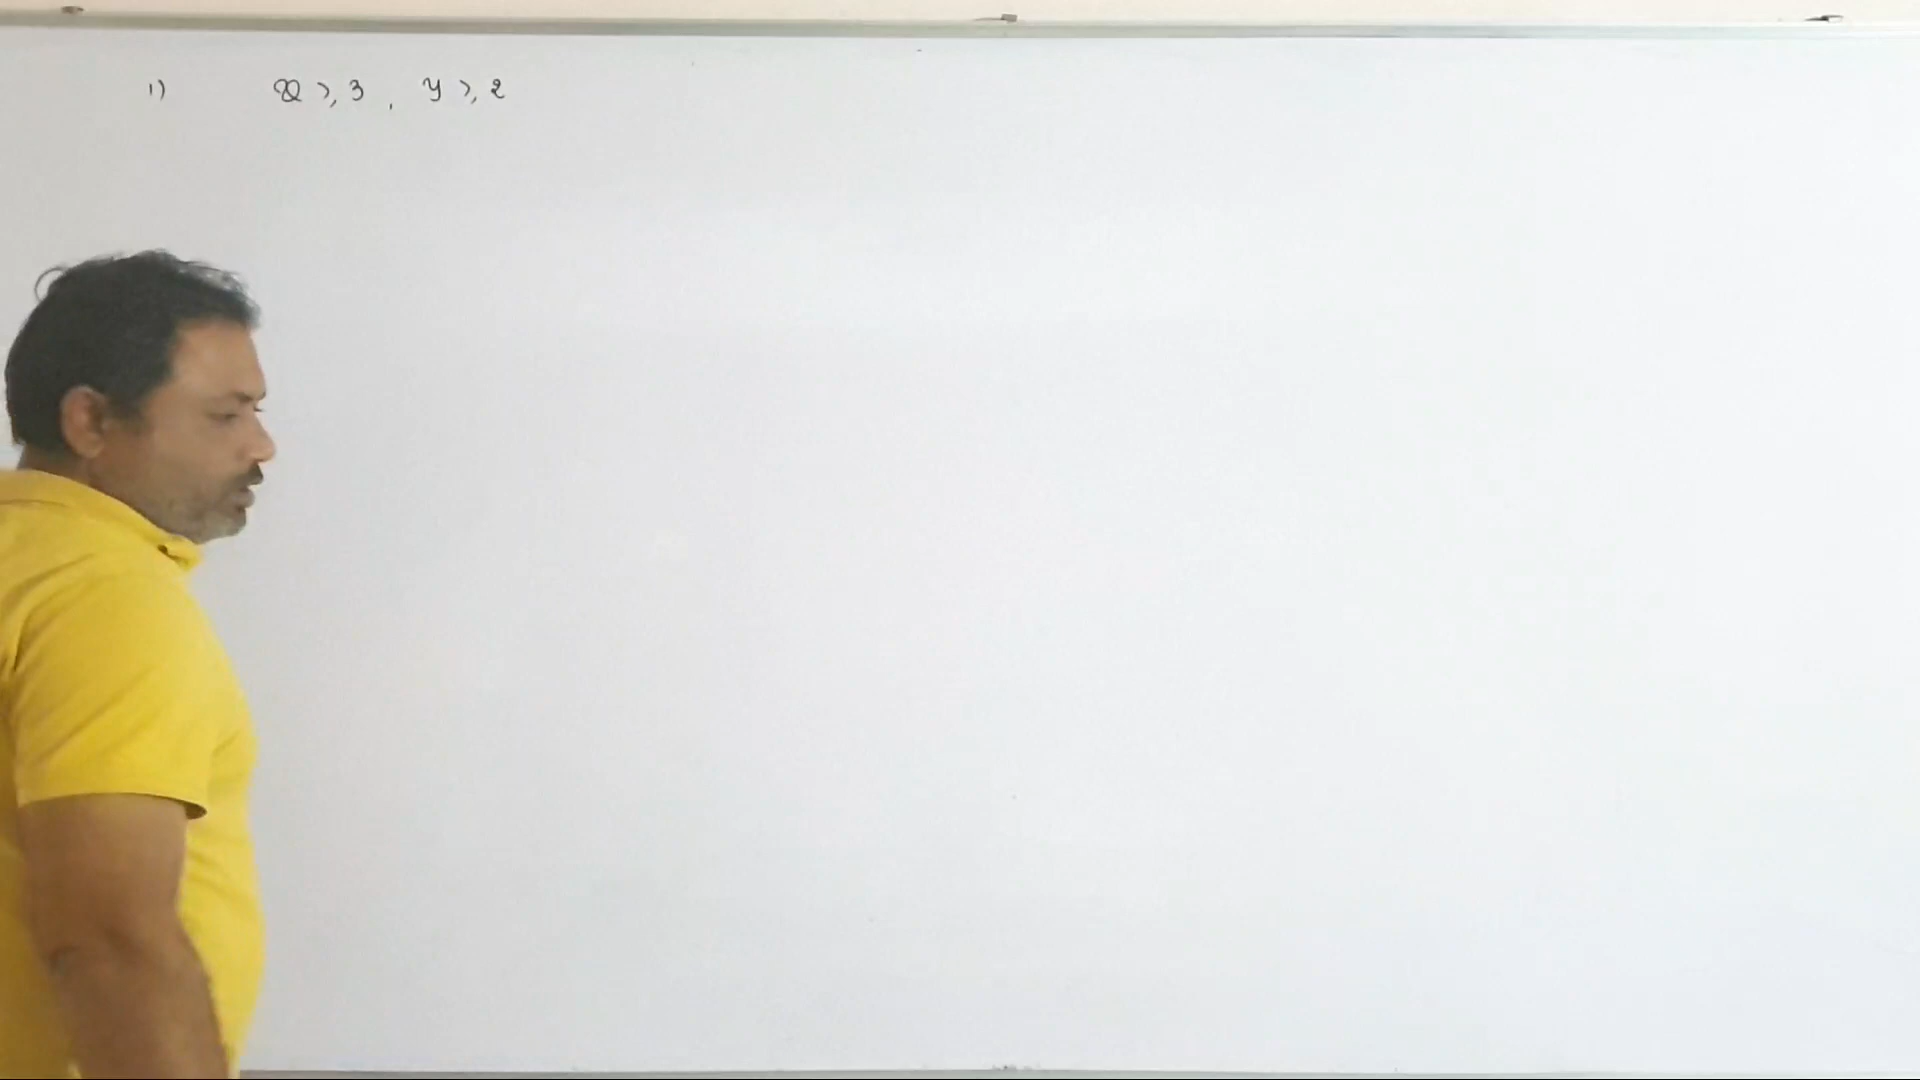 1) x ≥ 3 , y ≥ 2